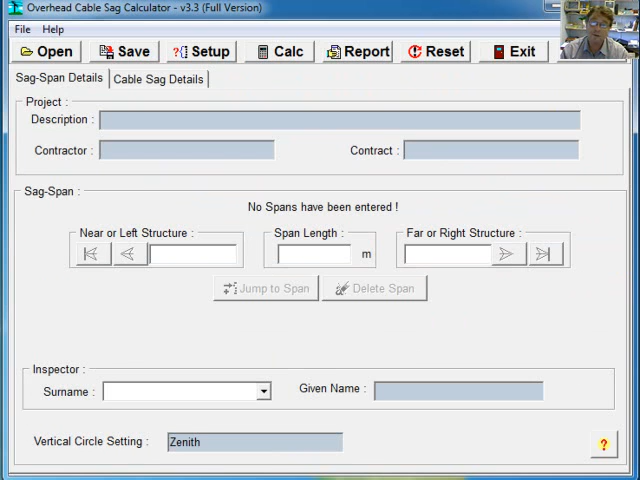 Overhead Cable Sag Calculator - v3.3 (Full Version)
File Help
Open Save Setup Calc Report Reset Exit
Sag-Span Details Cable Sag Details
Project :
Description :
Contractor : Contract :
Sag-Span :
No Spans have been entered !
Near or Left Structure : Span Length : Far or Right Structure :
m
Jump to Span Delete Span
Inspector :
Surname : Given Name :
Vertical Circle Setting : Zenith
?